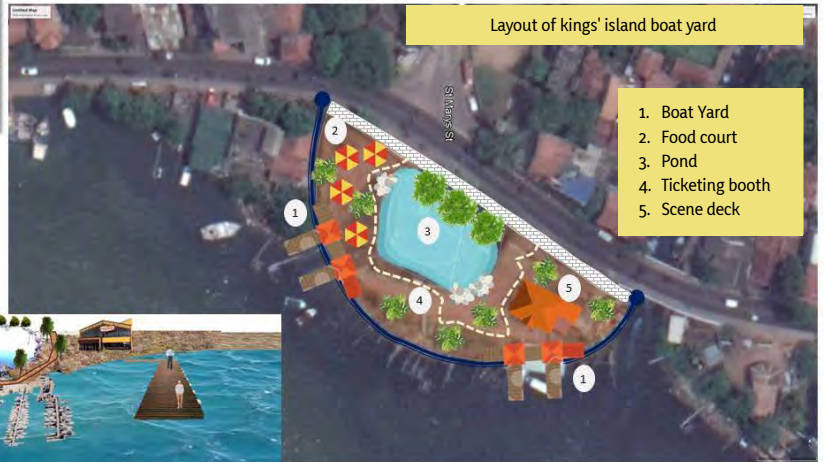 Untitled Map
Layout of kings' island boat yard
St Marys St
1. Boat Yard
2. Food court
3. Pond
4. Ticketing booth
5. Scene deck
2
1
3
5
4
1